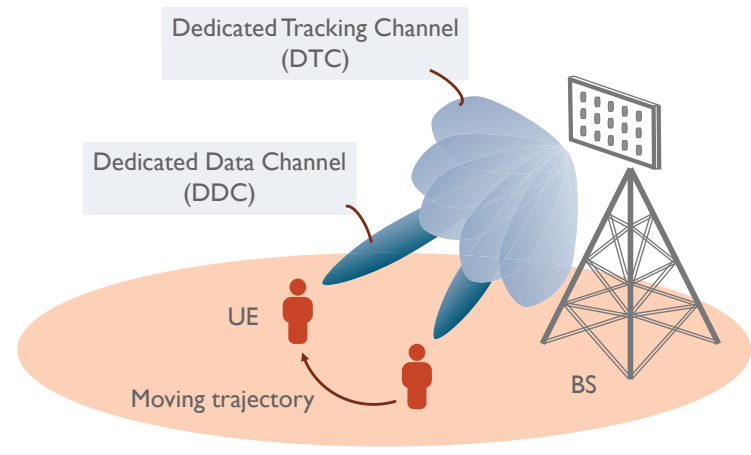 Dedicated Tracking Channel
(DTC)
Dedicated Data Channel
(DDC)
UE
BS
Moving trajectory